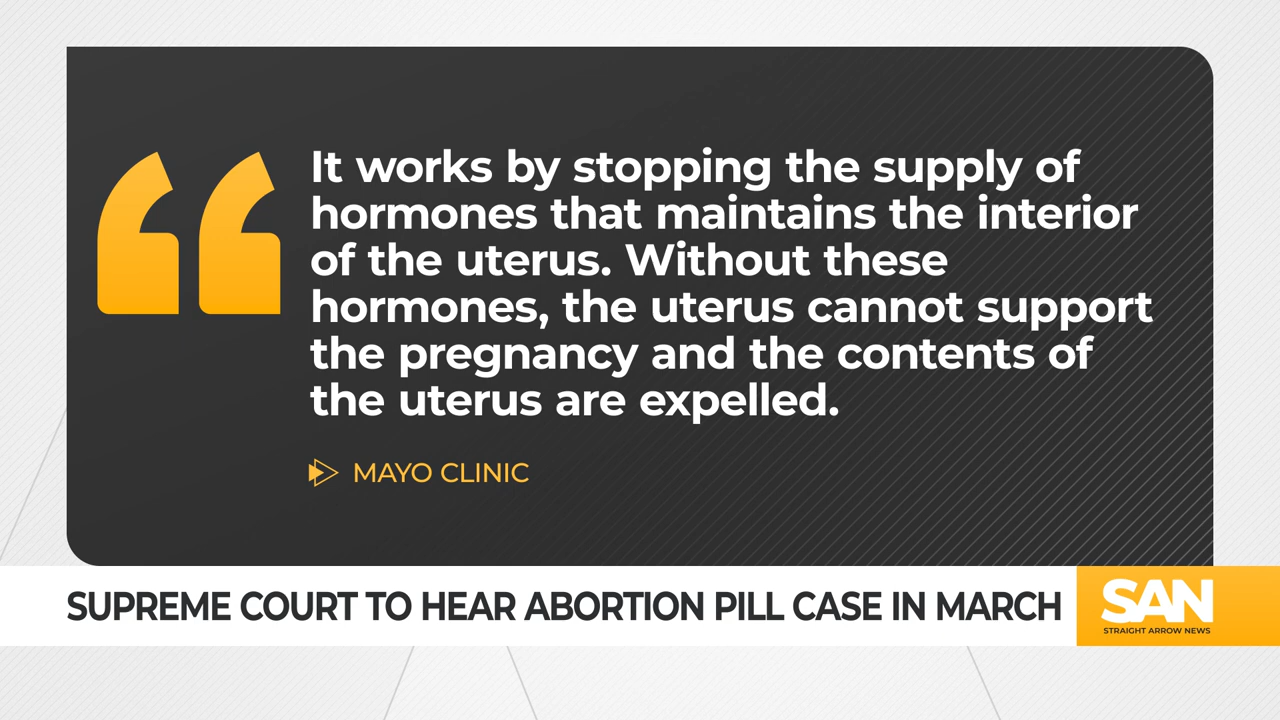 It works by stopping the supply of
hormones that maintains the interior
of the uterus. Without these
hormones, the uterus cannot support
the pregnancy and the contents of
the uterus are expelled.
MAYO CLINIC
SUPREME COURT TO HEAR ABORTION PILL CASE IN MARCH
SAN
STRAIGHT ARROW NEWS